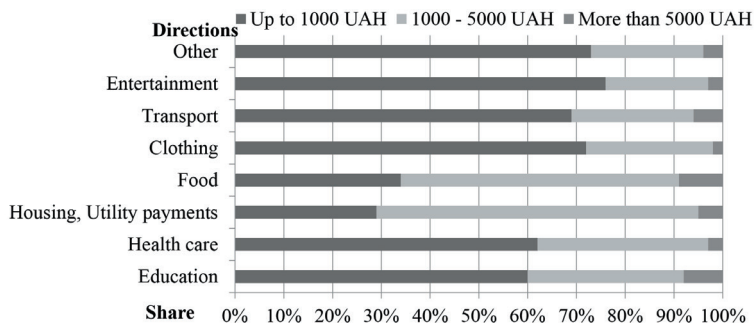 Up to 1000 UAH 1000 - 5000 UAH More than 5000 UAH
Directions
Other
Entertainment
Transport
Clothing
Food
Housing, Utility payments
Health care
Education
Share 0% 10% 20% 30% 40% 50% 60% 70% 80% 90% 100%